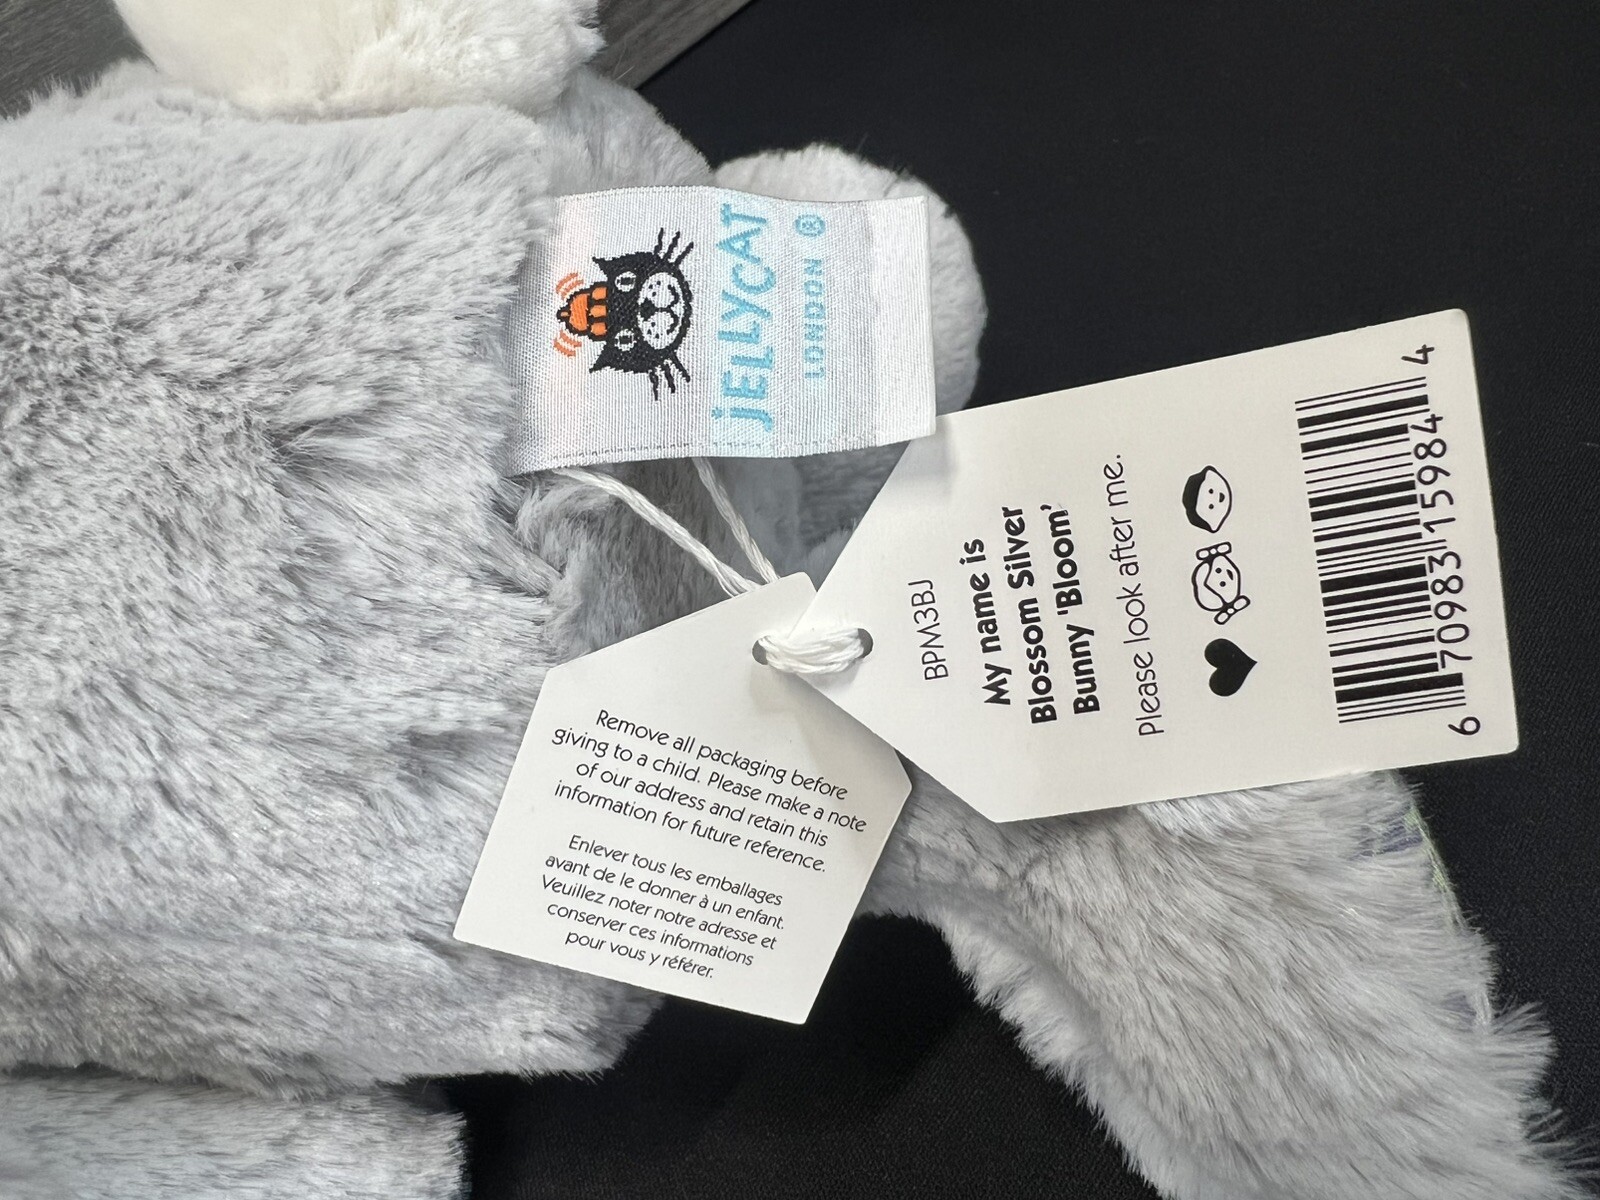 jELLYCAT
LONDON ®
BPM3BJ
My name is
Blossom Silver
Bunny 'Bloom'
Please look after me.
6 70983 15984 4
Remove all packaging before
giving to a child. Please make a note
of our address and retain this
information for future reference.
Enlever tous les emballages
avant de le donner à un enfant.
Veuillez noter notre adresse et
conserver ces informations
pour vous y référer.